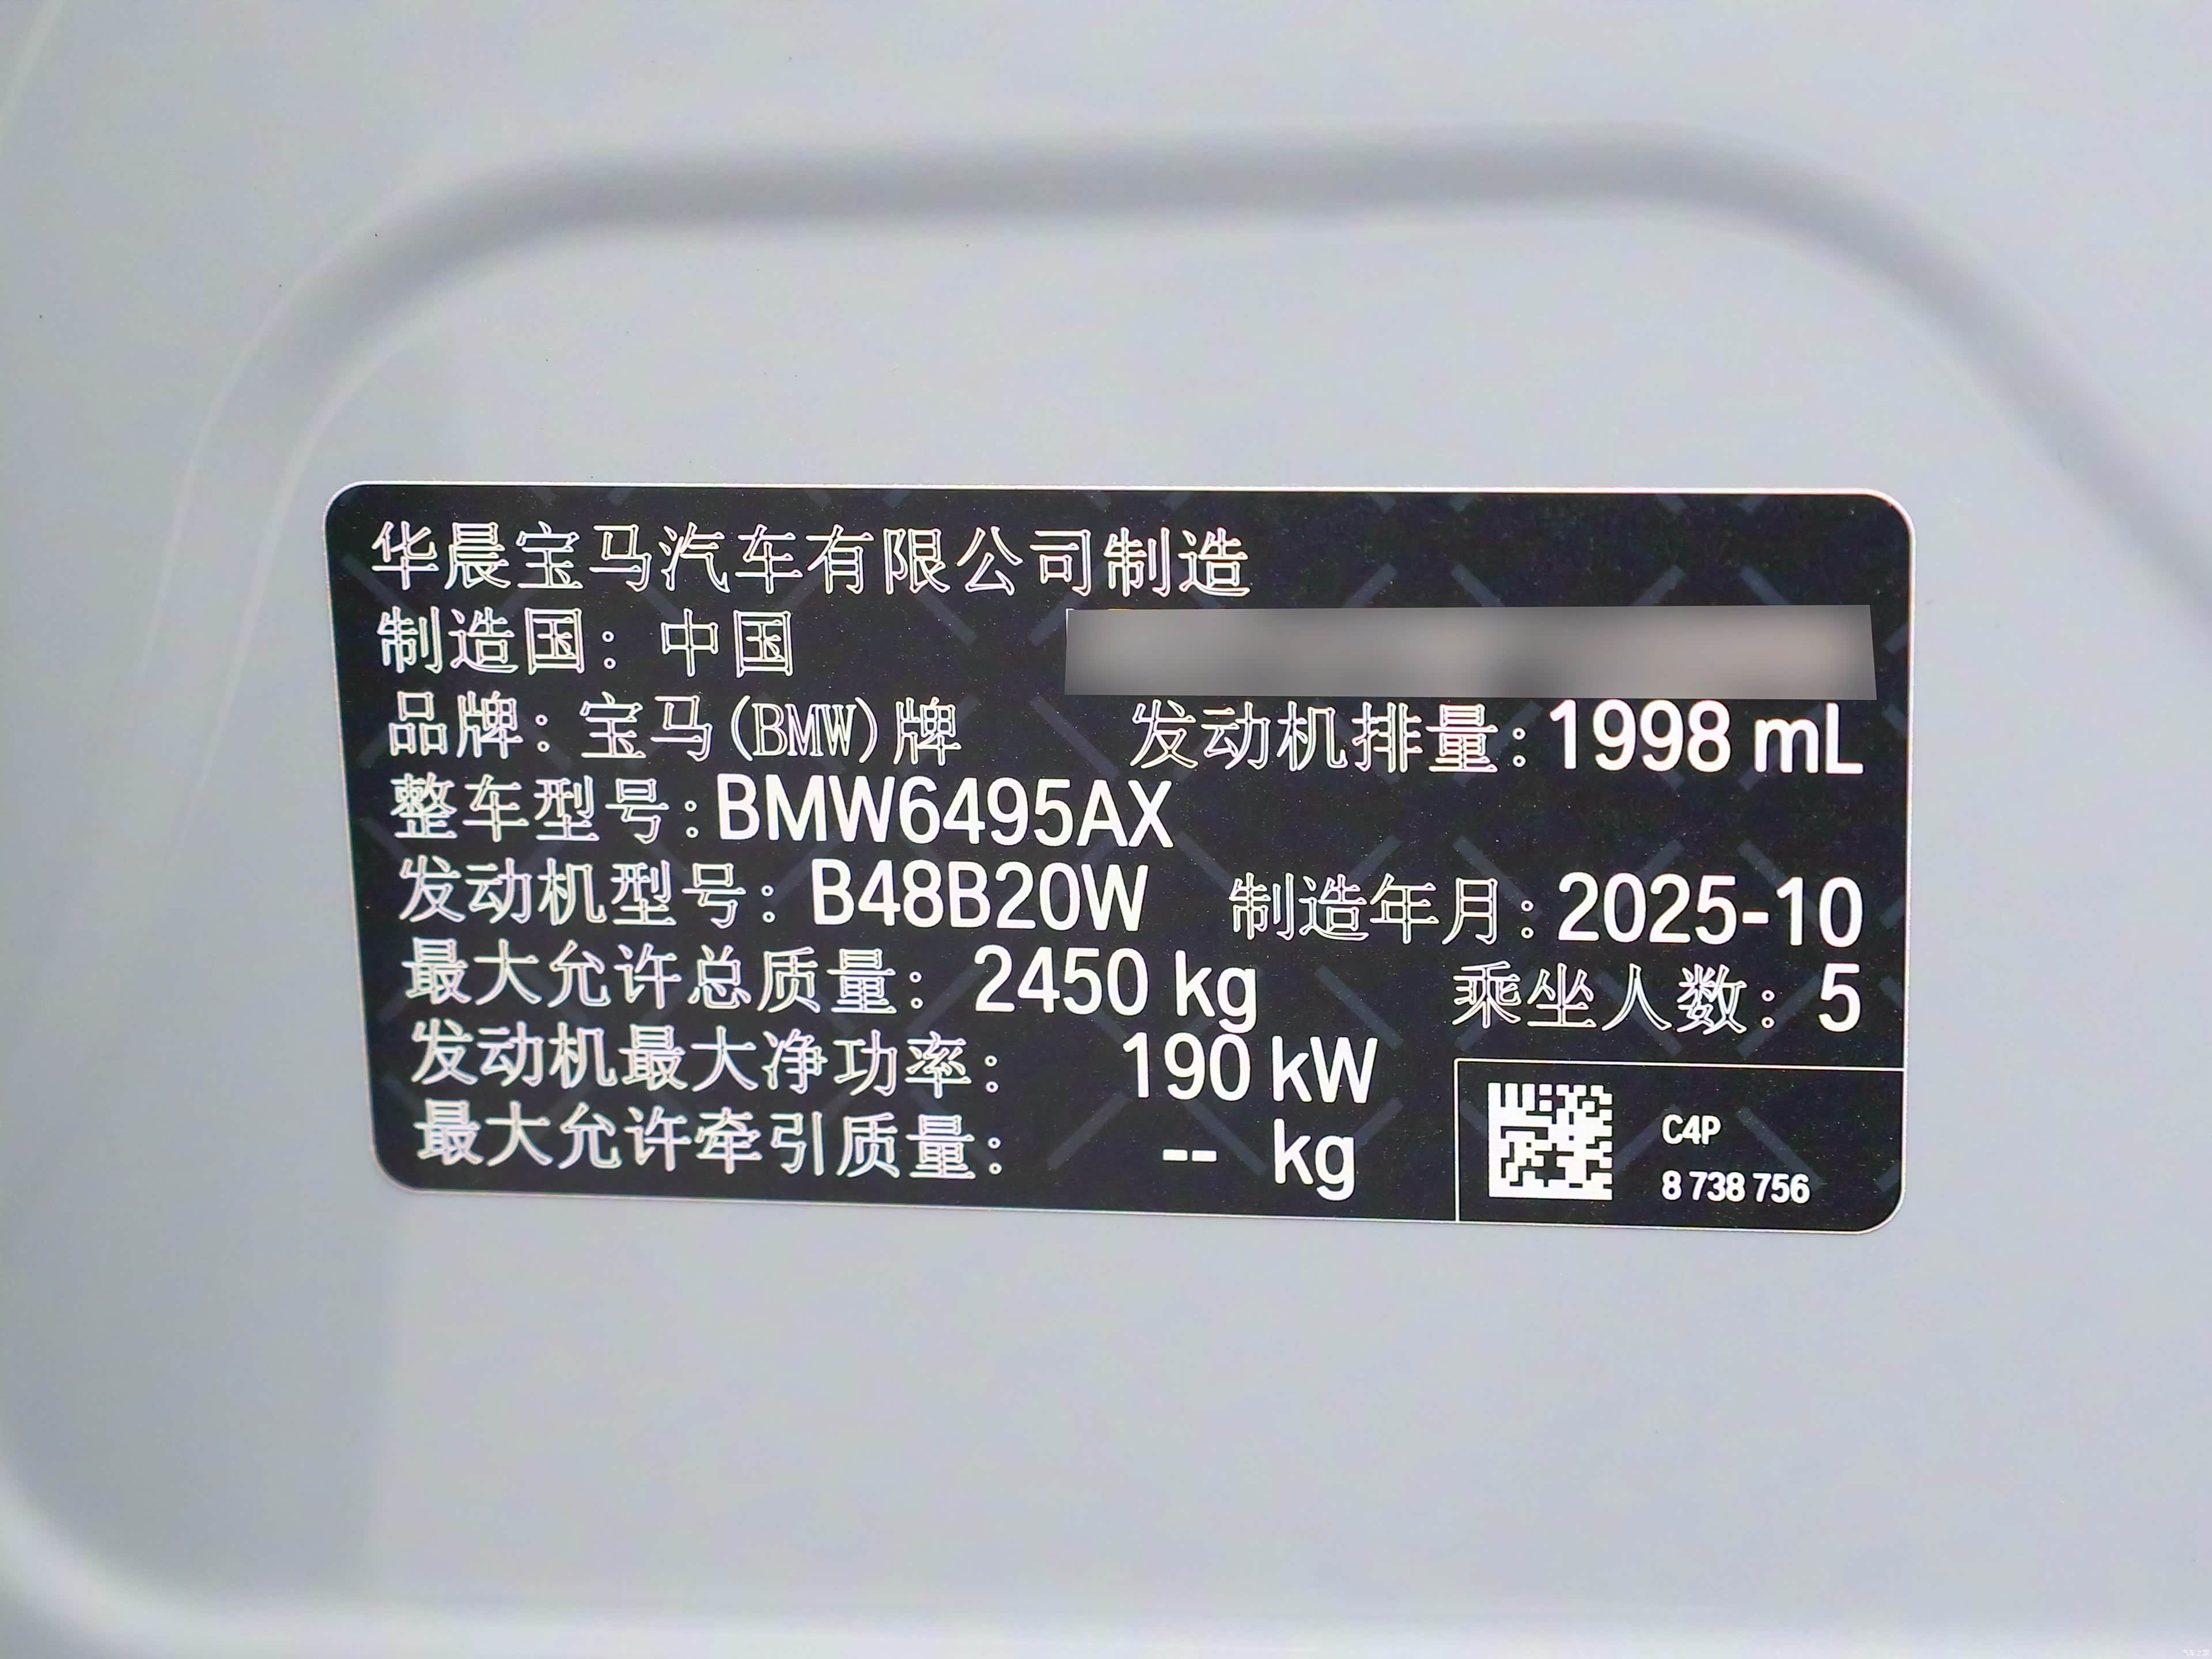 华晨宝马汽车有限公司制造
制造国：中国
品牌：宝马(BMW)牌 发动机排量：1998 mL
整车型号：BMW6495AX
发动机型号：B48B20W 制造年月：2025-10
最大允许总质量：2450 kg 乘坐人数：5
发动机最大净功率：190 kW
最大允许牵引质量：-- kg
C4P
8 738 756